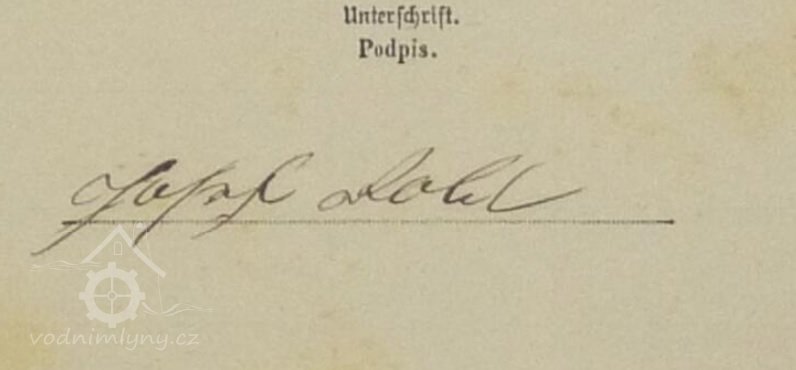 Unterschrift.
Podpis.
Josef
vodnimlyny.cz